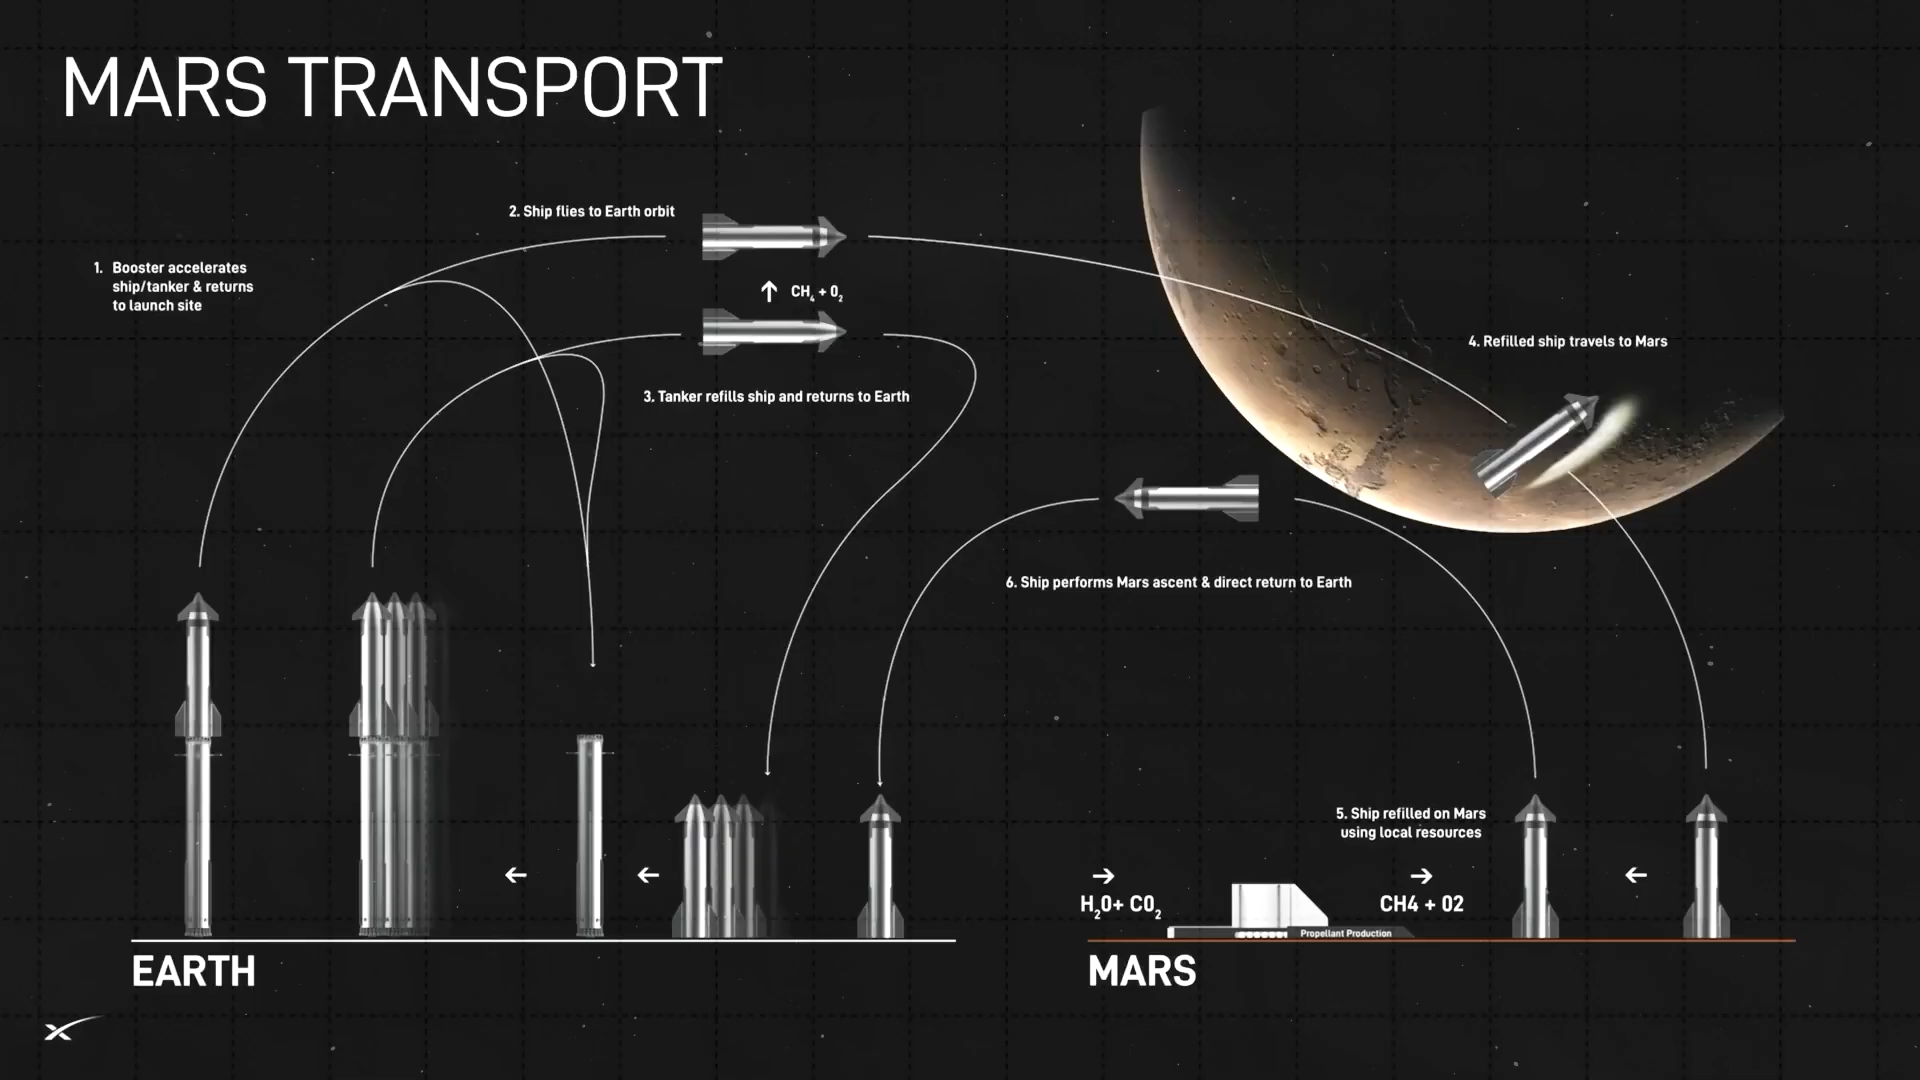 MARS TRANSPORT
2. Ship flies to Earth orbit
1. Booster accelerates
ship/tanker & returns
to launch site
CH₄ + O₂
3. Tanker refills ship and returns to Earth
4. Refilled ship travels to Mars
6. Ship performs Mars ascent & direct return to Earth
5. Ship refilled on Mars
using local resources
H₂O+ CO₂
CH4 + O2
Propellant Production
EARTH
MARS